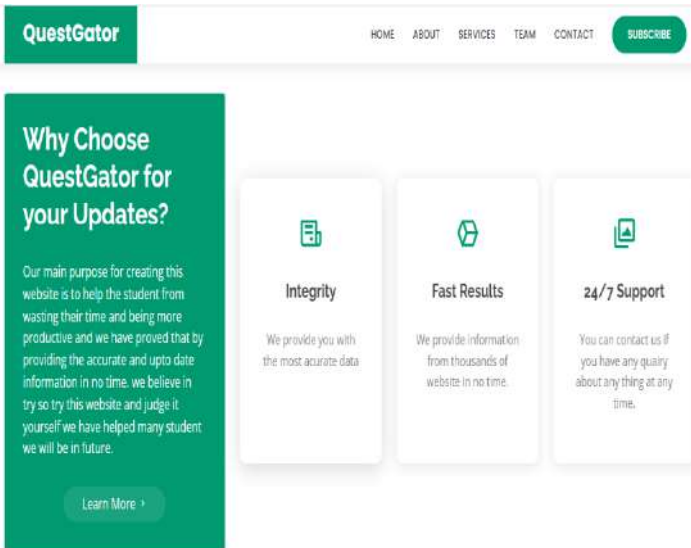 QuestGator
HOME ABOUT SERVICES TEAM CONTACT SUBSCRIBE
Why Choose
QuestGator for
your Updates?
Our main purpose for creating this
website is to help the student from
wasting their time and being more
productive and we have proved that by
providing the accurate and upto date
information in no time. we believe in
try so try this website and judge it
yourself we have helped many student
we will be in future.
Learn More ›
Integrity
We provide you with
the most acurate data
Fast Results
We provide information
from thousands of
website in no time.
24/7 Support
You can contact us If
you have any quairy
about any thing at any
time.